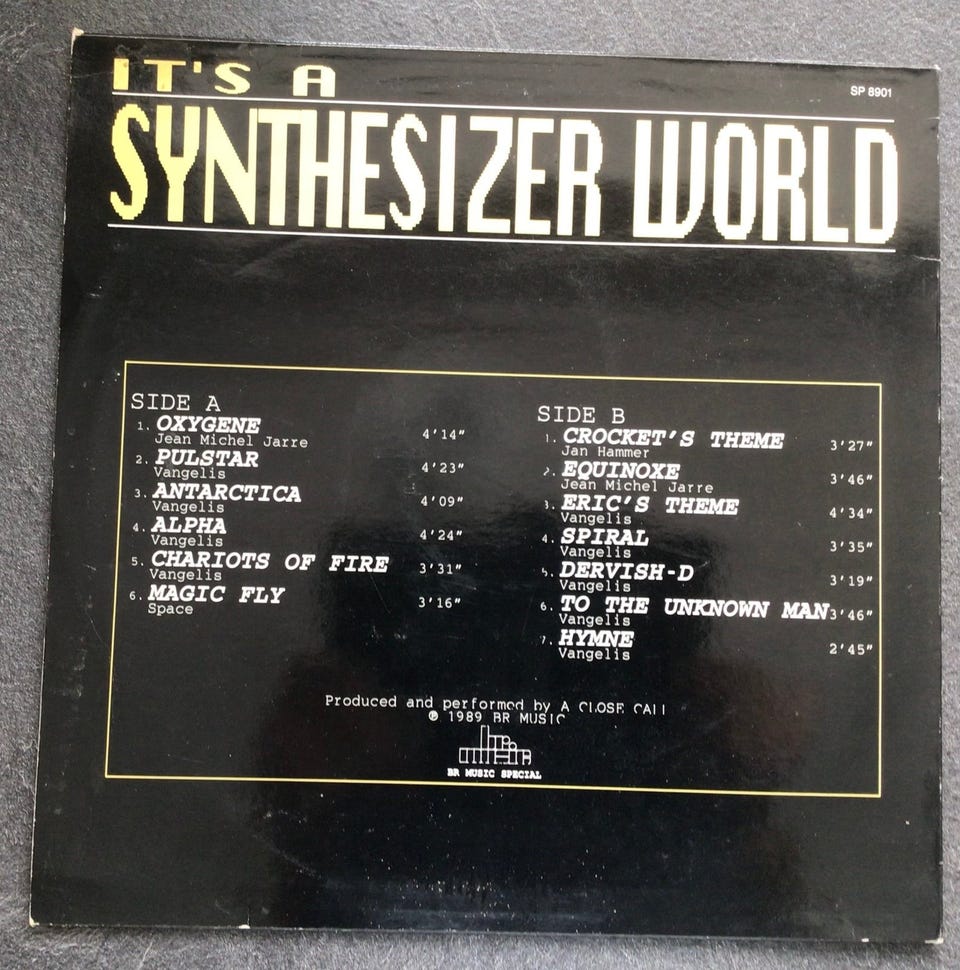 IT'S A
SP 8901
SYNTHESIZER WORLD
SIDE A
1. OXYGENE 4'14"
Jean Michel Jarre
2. PULSTAR 4'23"
Vangelis
3. ANTARCTICA 4'09"
Vangelis
4. ALPHA 4'24"
Vangelis
5. CHARIOTS OF FIRE 3'31"
Vangelis
6. MAGIC FLY 3'16"
Space
SIDE B
1. CROCKET'S THEME 3'27"
Jan Hammer
2. EQUINOXE 3'46"
Jean Michel Jarre
3. ERIC'S THEME 4'34"
Vangelis
4. SPIRAL 3'35"
Vangelis
5. DERVISH-D 3'19"
Vangelis
6. TO THE UNKNOWN MAN 3'46"
Vangelis
7. HYMNE 2'45"
Vangelis
Produced and performed by A CLOSE CALL
℗ 1989 BR MUSIC
BR MUSIC SPECIAL